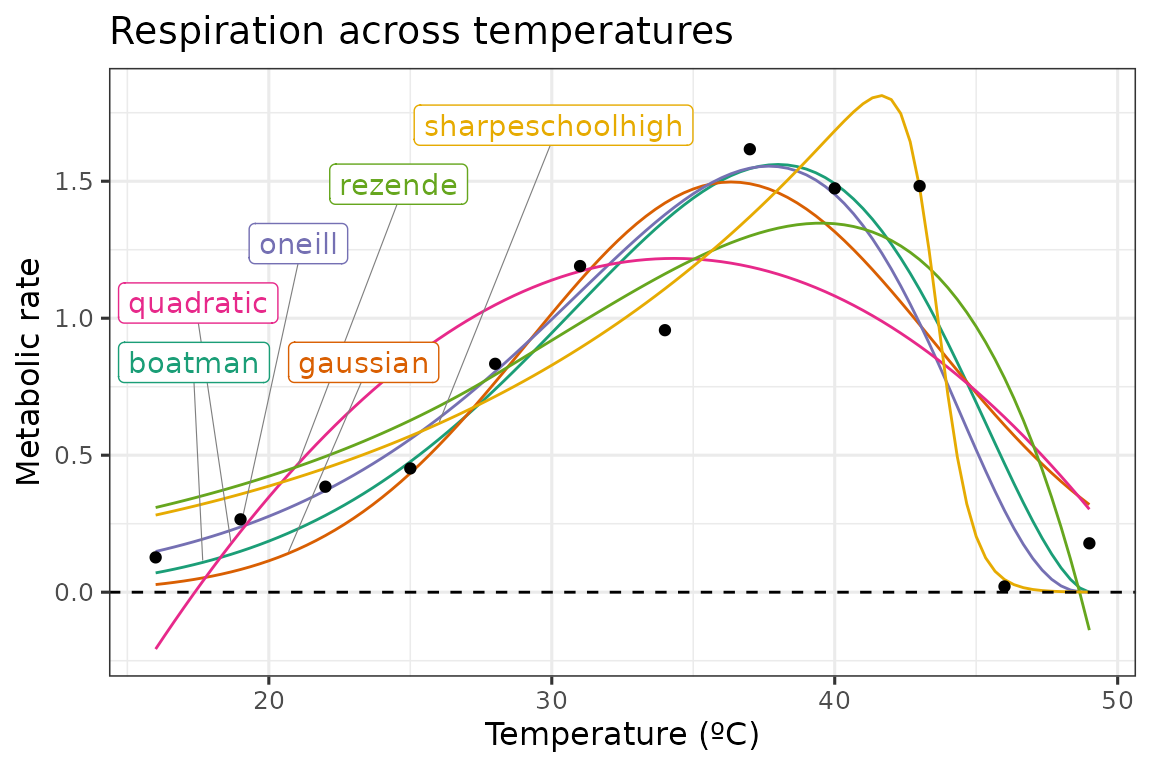 Respiration across temperatures
sharpeschoolhigh
rezende
oneill
quadratic
boatman
gaussian
1.5
1.0
0.5
0.0
Metabolic rate
20 30 40 50
Temperature (ºC)